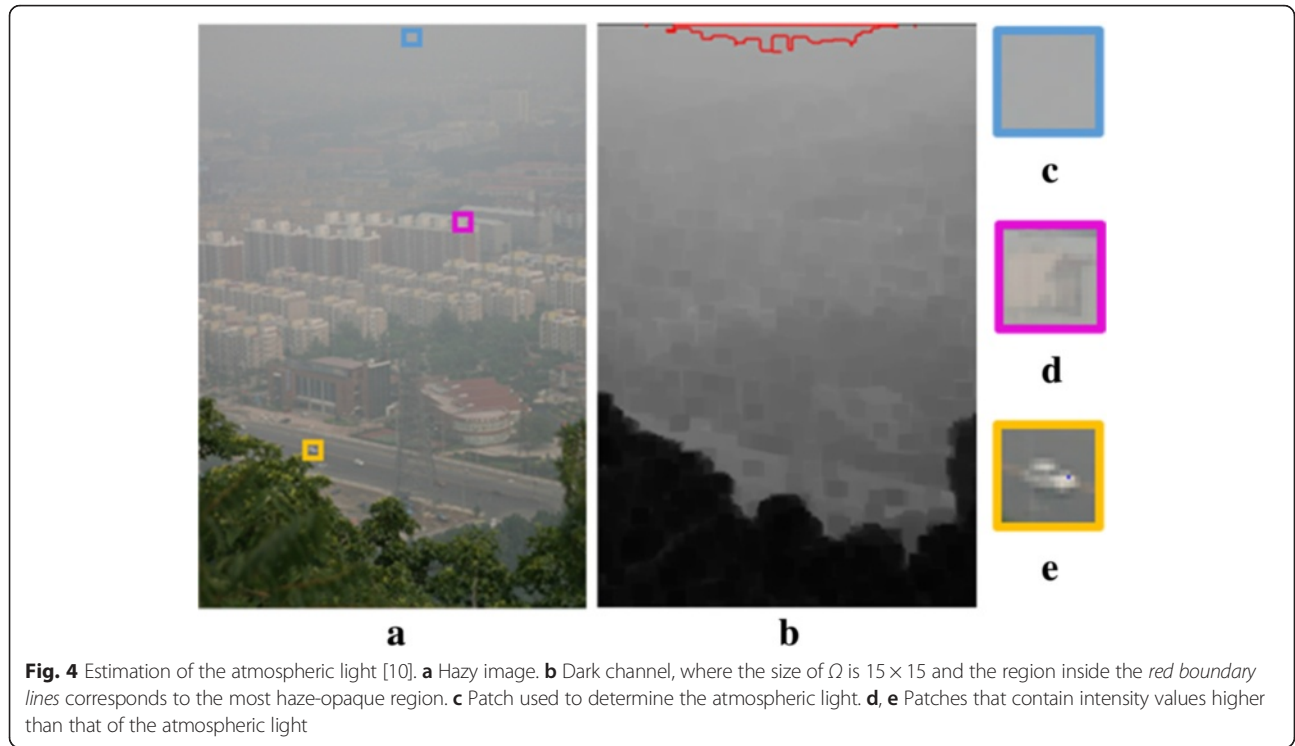 c
d
e
a
b
Fig. 4 Estimation of the atmospheric light [10]. a Hazy image. b Dark channel, where the size of Ω is 15 × 15 and the region inside the red boundary
lines corresponds to the most haze-opaque region. c Patch used to determine the atmospheric light. d, e Patches that contain intensity values higher
than that of the atmospheric light